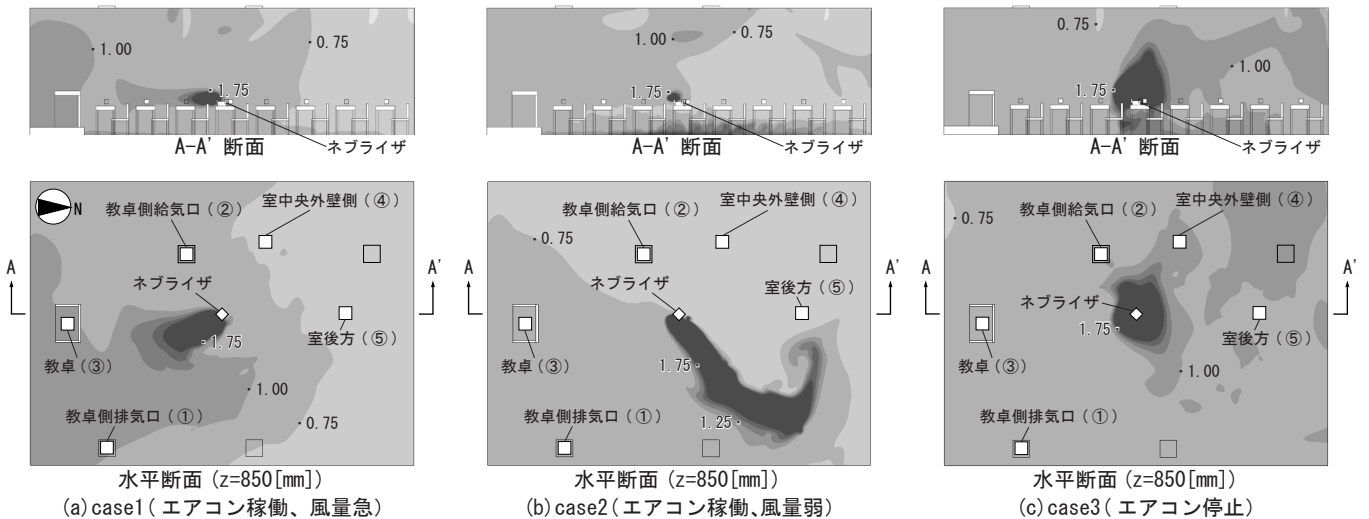 1.00
0.75
1.75
A-A' 断面
ネブライザ
N
教卓側給気口(②)
室中央外壁側(④)
A
A'
ネブライザ
教卓(③)
1.75
室後方(⑤)
1.00
教卓側排気口(①)
0.75
水平断面(z=850[mm])
(a)case1(エアコン稼働、風量急)
1.00
0.75
1.75
A-A' 断面
ネブライザ
教卓側給気口(②)
室中央外壁側(④)
0.75
A
A'
ネブライザ
室後方(⑤)
教卓(③)
1.75
教卓側排気口(①)
1.25
水平断面(z=850[mm])
(b)case2(エアコン稼働、風量弱)
0.75
1.00
1.75
A-A' 断面
ネブライザ
0.75
教卓側給気口(②)
室中央外壁側(④)
A
A'
ネブライザ
1.75
教卓(③)
室後方(⑤)
1.00
教卓側排気口(①)
水平断面(z=850[mm])
(c)case3(エアコン停止)